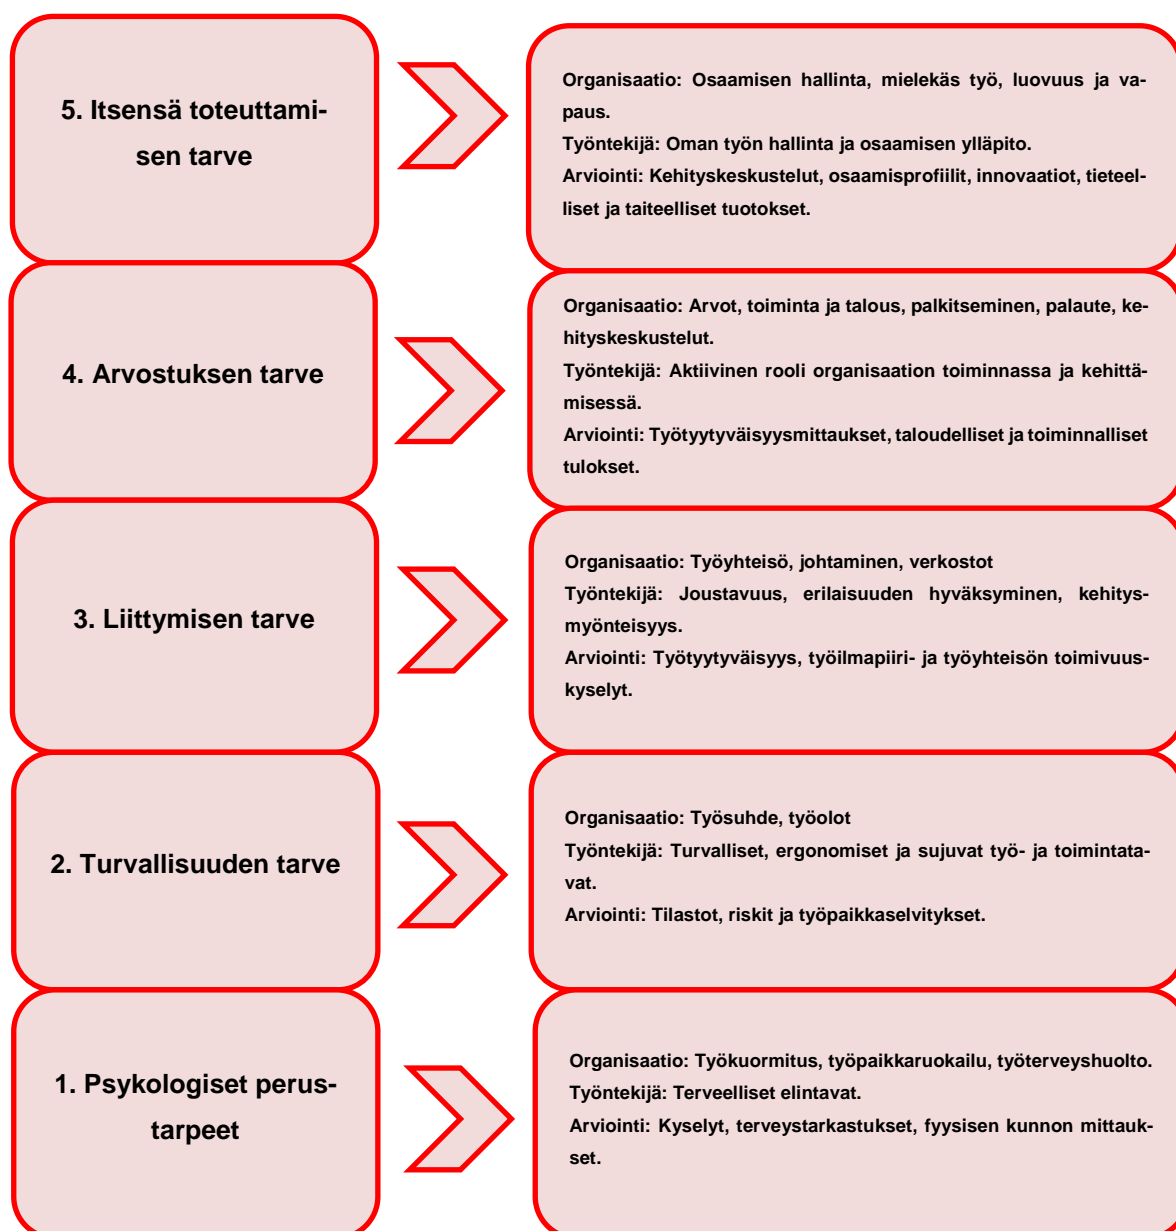 5. Itsensä toteuttami-
sen tarve
Organisaatio: Osaamisen hallinta, mielekäs työ, luovuus ja va-
paus.
Työntekijä: Oman työn hallinta ja osaamisen ylläpito.
Arviointi: Kehityskeskustelut, osaamisprofiilit, innovaatiot, tieteel-
liset ja taiteelliset tuotokset.
4. Arvostuksen tarve
Organisaatio: Arvot, toiminta ja talous, palkitseminen, palaute, ke-
hityskeskustelut.
Työntekijä: Aktiivinen rooli organisaation toiminnassa ja kehittä-
misessä.
Arviointi: Työtyytyväisyysmittaukset, taloudelliset ja toiminnalliset
tulokset.
3. Liittymisen tarve
Organisaatio: Työyhteisö, johtaminen, verkostot
Työntekijä: Joustavuus, erilaisuuden hyväksyminen, kehitys-
myönteisyys.
Arviointi: Työtyytyväisyys, työilmapiiri- ja työyhteisön toimivuus-
kyselyt.
2. Turvallisuuden tarve
Organisaatio: Työsuhde, työolot
Työntekijä: Turvalliset, ergonomiset ja sujuvat työ- ja toimintata-
vat.
Arviointi: Tilastot, riskit ja työpaikkaselvitykset.
1. Psykologiset perus-
tarpeet
Organisaatio: Työkuormitus, työpaikkaruokailu, työterveyshuolto.
Työntekijä: Terveelliset elintavat.
Arviointi: Kyselyt, terveystarkastukset, fyysisen kunnon mittauk-
set.